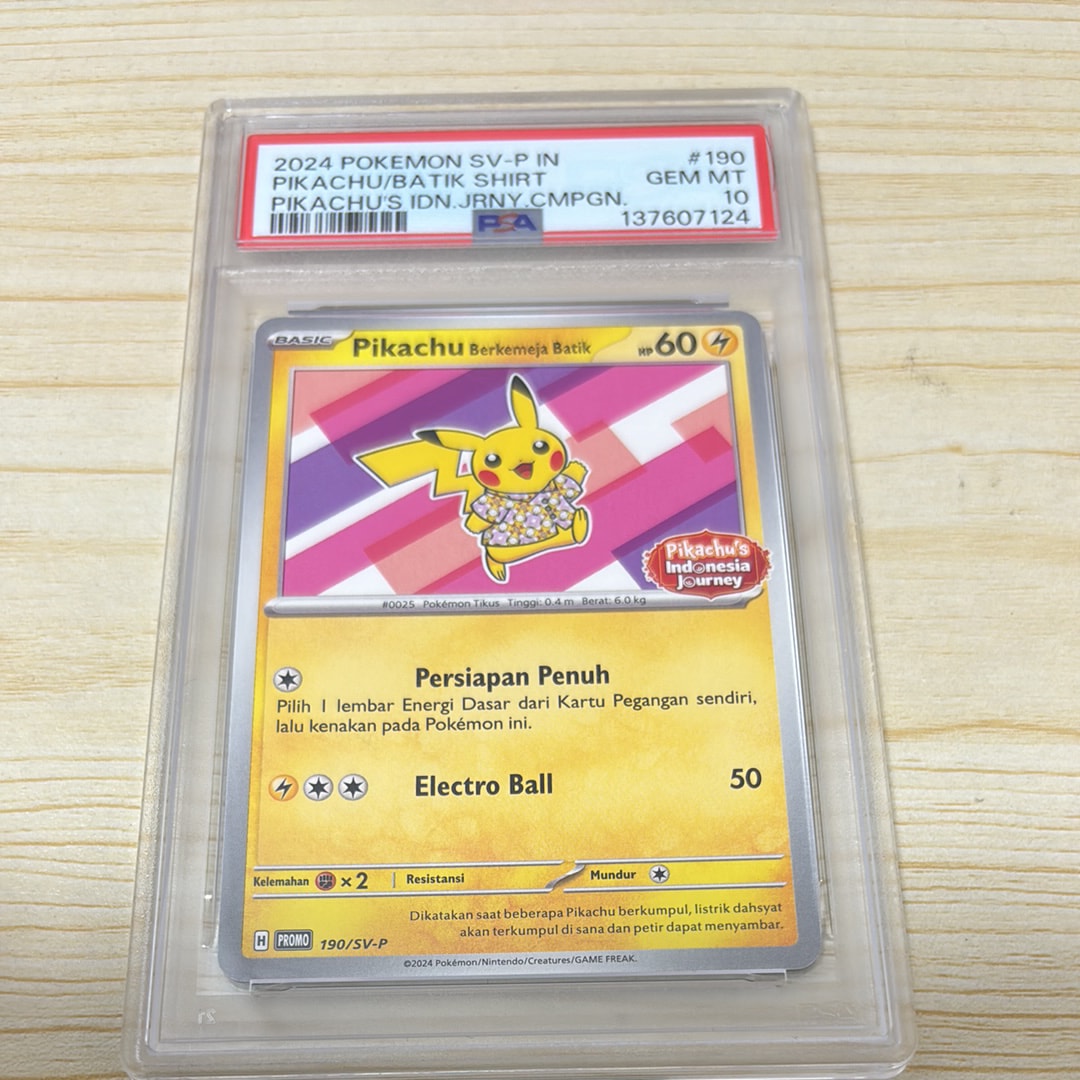 2024 POKEMON SV-P IN #190
PIKACHU/BATIK SHIRT GEM MT
PIKACHU'S IDN.JRNY.CMPGN. 10
PSA 137607124
BASIC Pikachu Berkemeja Batik HP 60
Pikachu's
Indonesia
Journey
#0025 Pokémon Tikus Tinggi: 0.4 m Berat: 6.0 kg
Persiapan Penuh
Pilih 1 lembar Energi Dasar dari Kartu Pegangan sendiri,
lalu kenakan pada Pokémon ini.
Electro Ball 50
Kelemahan ×2 Resistansi Mundur
Dikatakan saat beberapa Pikachu berkumpul, listrik dahsyat
akan terkumpul di sana dan petir dapat menyambar.
H PROMO 190/SV-P
©2024 Pokémon/Nintendo/Creatures/GAME FREAK.